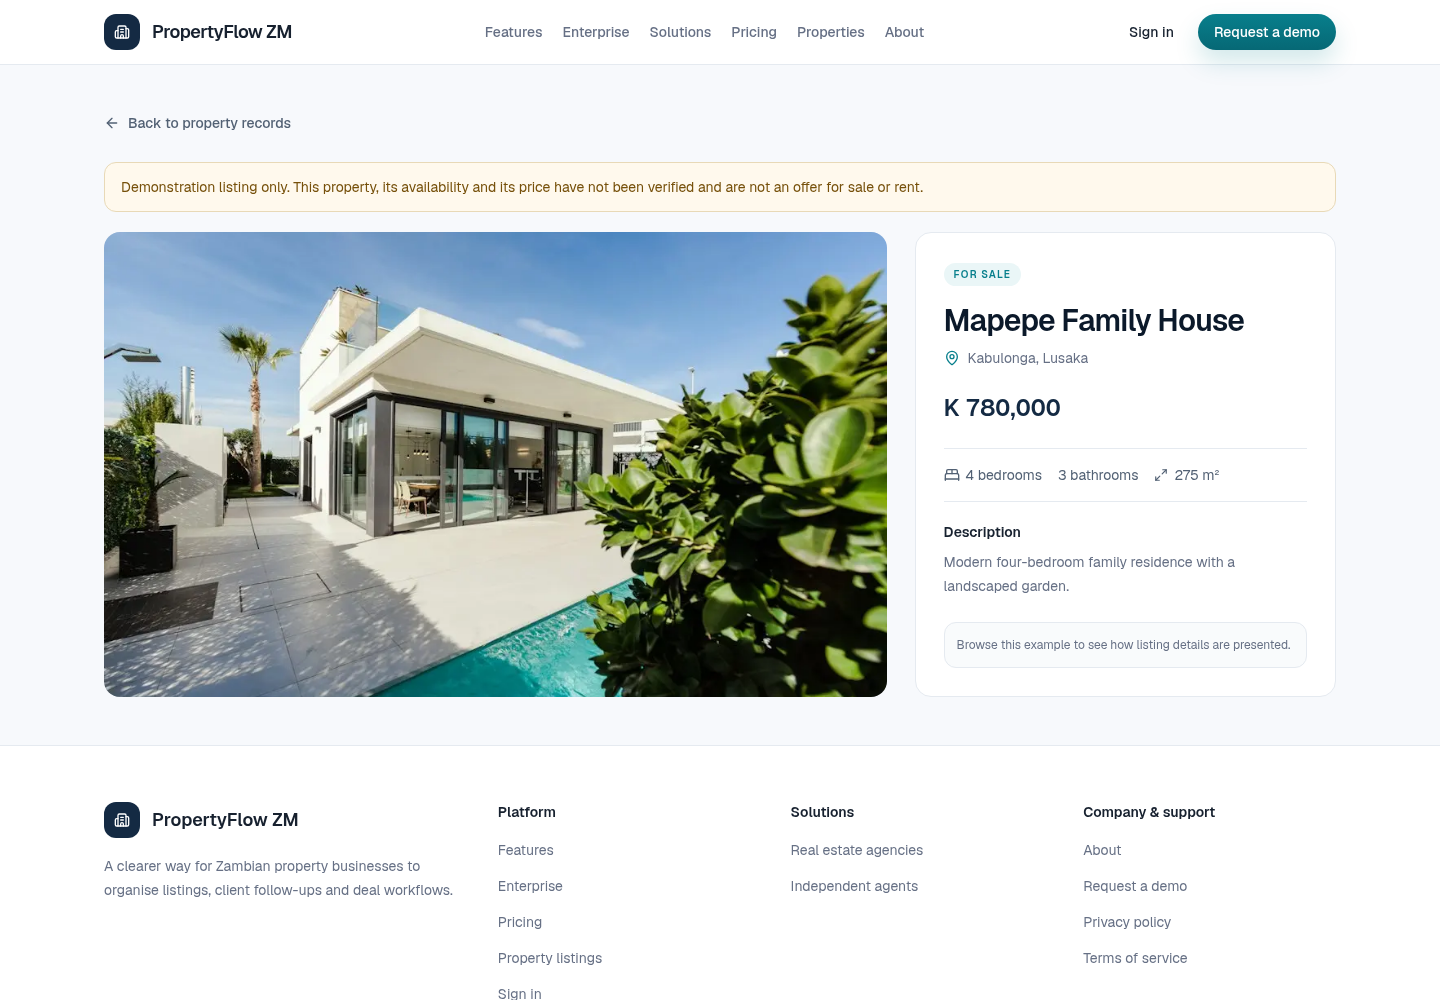 PropertyFlow ZM
Features
Enterprise
Solutions
Pricing
Properties
About
Sign in
Request a demo
Back to property records
Demonstration listing only. This property, its availability and its price have not been verified and are not an offer for sale or rent.
FOR SALE
Mapepe Family House
Kabulonga, Lusaka
K 780,000
4 bedrooms
3 bathrooms
275 m²
Description
Modern four-bedroom family residence with a
landscaped garden.
Browse this example to see how listing details are presented.
PropertyFlow ZM
A clearer way for Zambian property businesses to
organise listings, client follow-ups and deal workflows.
Platform
Features
Enterprise
Pricing
Property listings
Sign in
Solutions
Real estate agencies
Independent agents
Company & support
About
Request a demo
Privacy policy
Terms of service